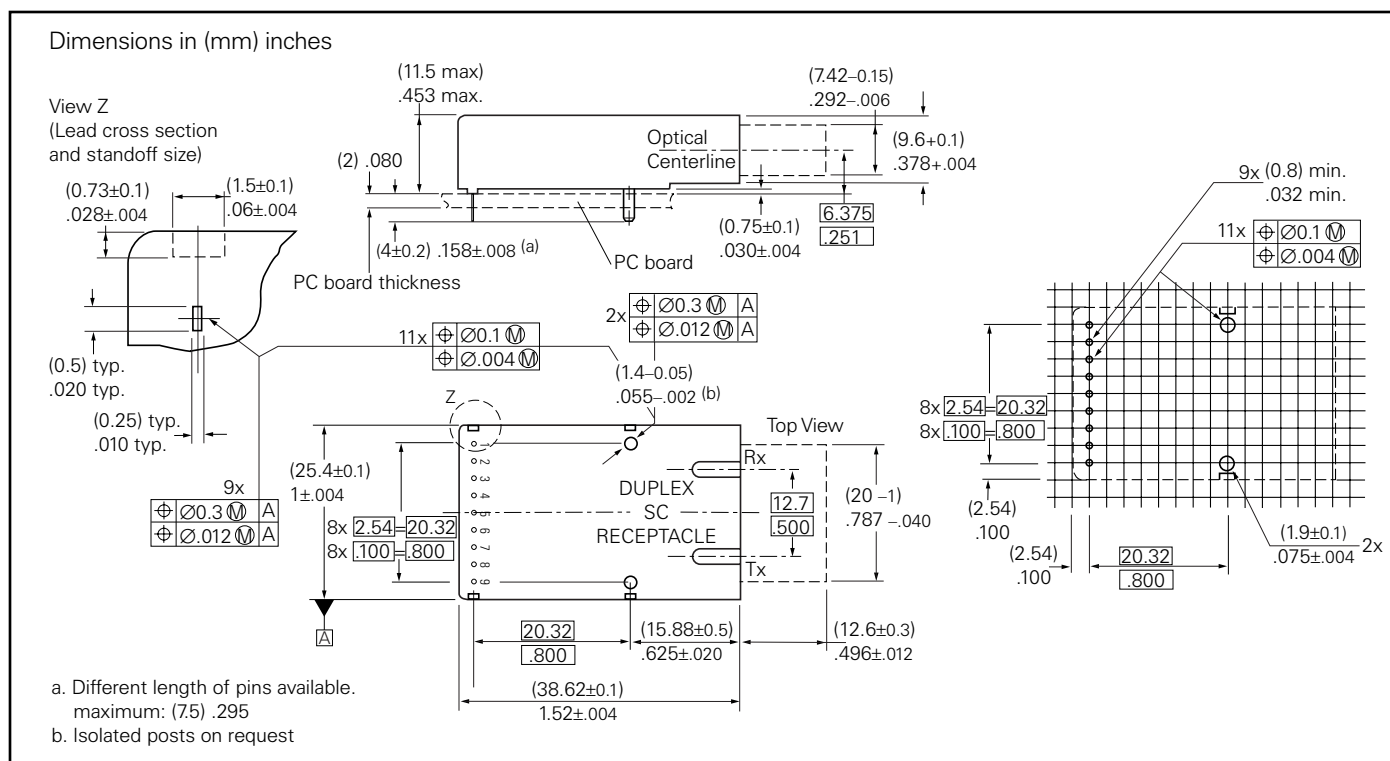 Dimensions in (mm) inches
View Z
(Lead cross section
and standoff size)
(0.73±0.1)
.028±.004
(1.5±0.1)
.06±.004
(0.5) typ.
.020 typ.
(0.25) typ.
.010 typ.
9x
⌖ Ø0.3 Ⓜ A
⌖ Ø.012 Ⓜ A
(11.5 max)
.453 max.
(2) .080
(4±0.2) .158±.008 (a)
PC board thickness
PC board
Optical
Centerline
(7.42–0.15)
.292–.006
(9.6+0.1)
.378+.004
6.375
.251
(0.75±0.1)
.030±.004
11x ⌖ Ø0.1 Ⓜ
⌖ Ø.004 Ⓜ
2x ⌖ Ø0.3 Ⓜ A
⌖ Ø.012 Ⓜ A
(1.4–0.05)
.055–.002 (b)
Z
Top View
(25.4±0.1)
1±.004
A
8x 2.54=20.32
8x .100=.800
1
2
3
4
5
6
7
8
9
DUPLEX
SC
RECEPTACLE
Rx
Tx
12.7
.500
(20 –1)
.787 –.040
20.32
.800
(15.88±0.5)
.625±.020
(12.6±0.3)
.496±.012
(38.62±0.1)
1.52±.004
9x (0.8) min.
.032 min.
11x ⌖ Ø0.1 Ⓜ
⌖ Ø.004 Ⓜ
8x 2.54=20.32
8x .100=.800
(2.54)
.100
(2.54)
.100
20.32
.800
(1.9±0.1)
.075±.004 2x
a. Different length of pins available.
maximum: (7.5) .295
b. Isolated posts on request